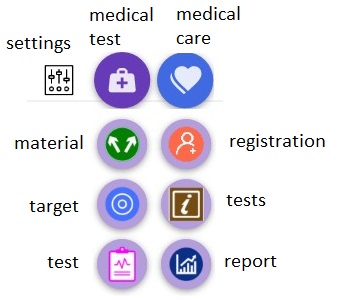 medical medical
settings test care
material registration
target tests
test report